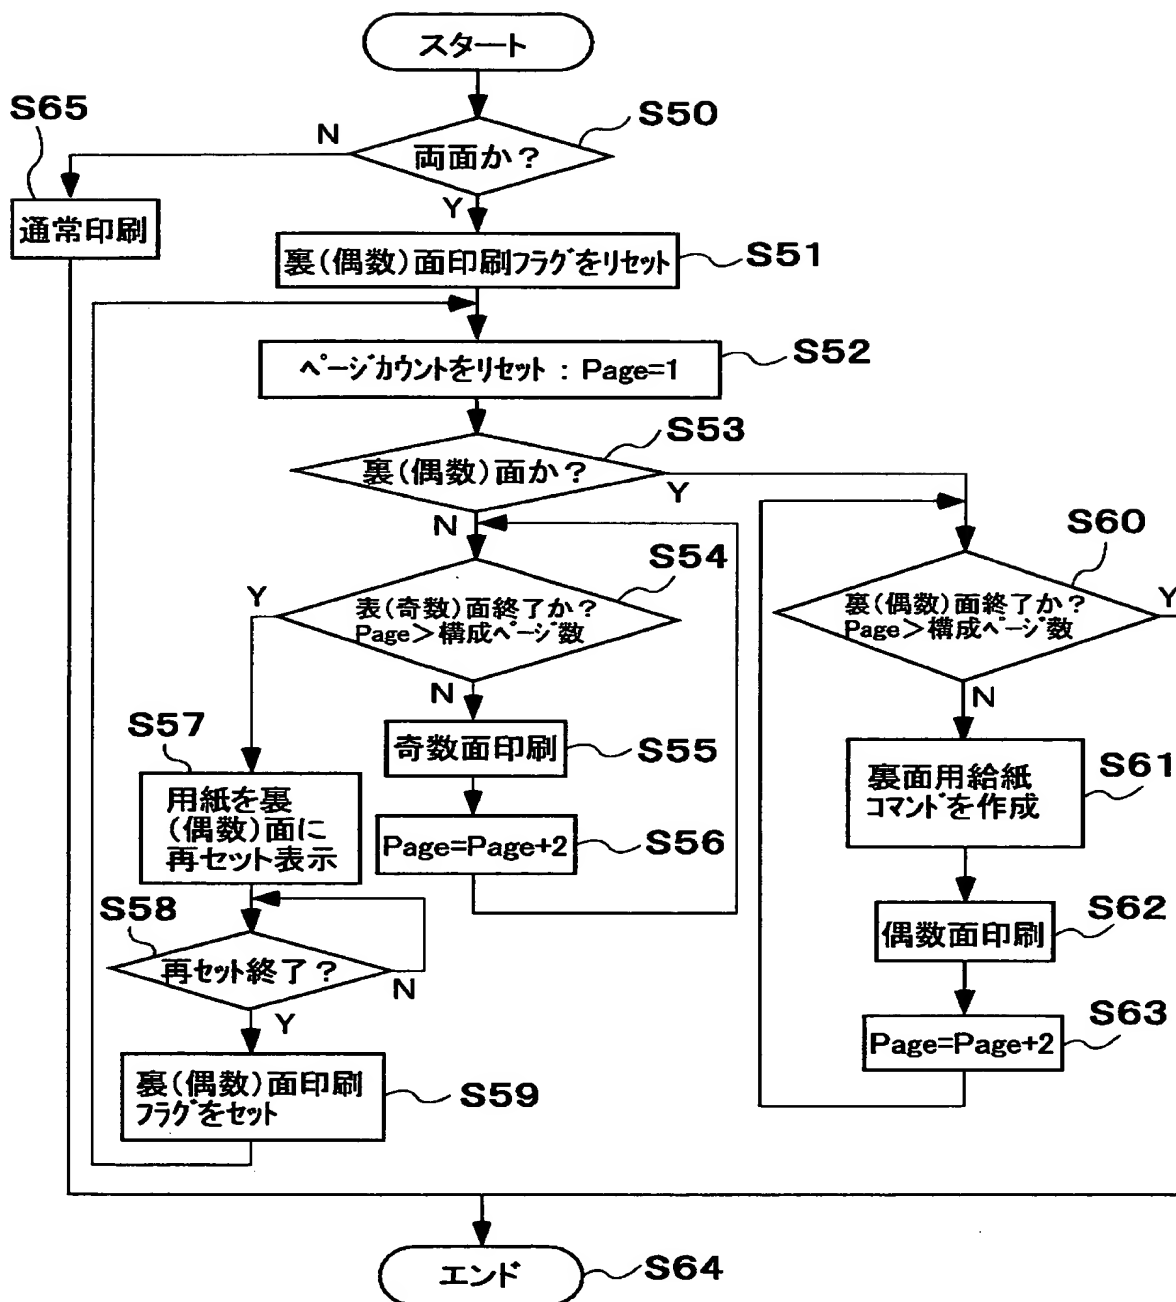 スタート
S65
N
S50
両面か？
Y
通常印刷
裏(偶数)面印刷フラグをリセット
S51
ページカウントをリセット：Page=1
S52
S53
裏(偶数)面か？
Y
N
S54
Y
表(奇数)面終了か？
Page＞構成ページ数
N
S60
裏(偶数)面終了か？
Page＞構成ページ数
Y
N
S57
用紙を裏
(偶数)面に
再セット表示
奇数面印刷
S55
Page=Page+2
S56
裏面用給紙
コマンドを作成
S61
S58
再セット終了？
N
Y
偶数面印刷
S62
Page=Page+2
S63
裏(偶数)面印刷
フラグをセット
S59
エンド
S64